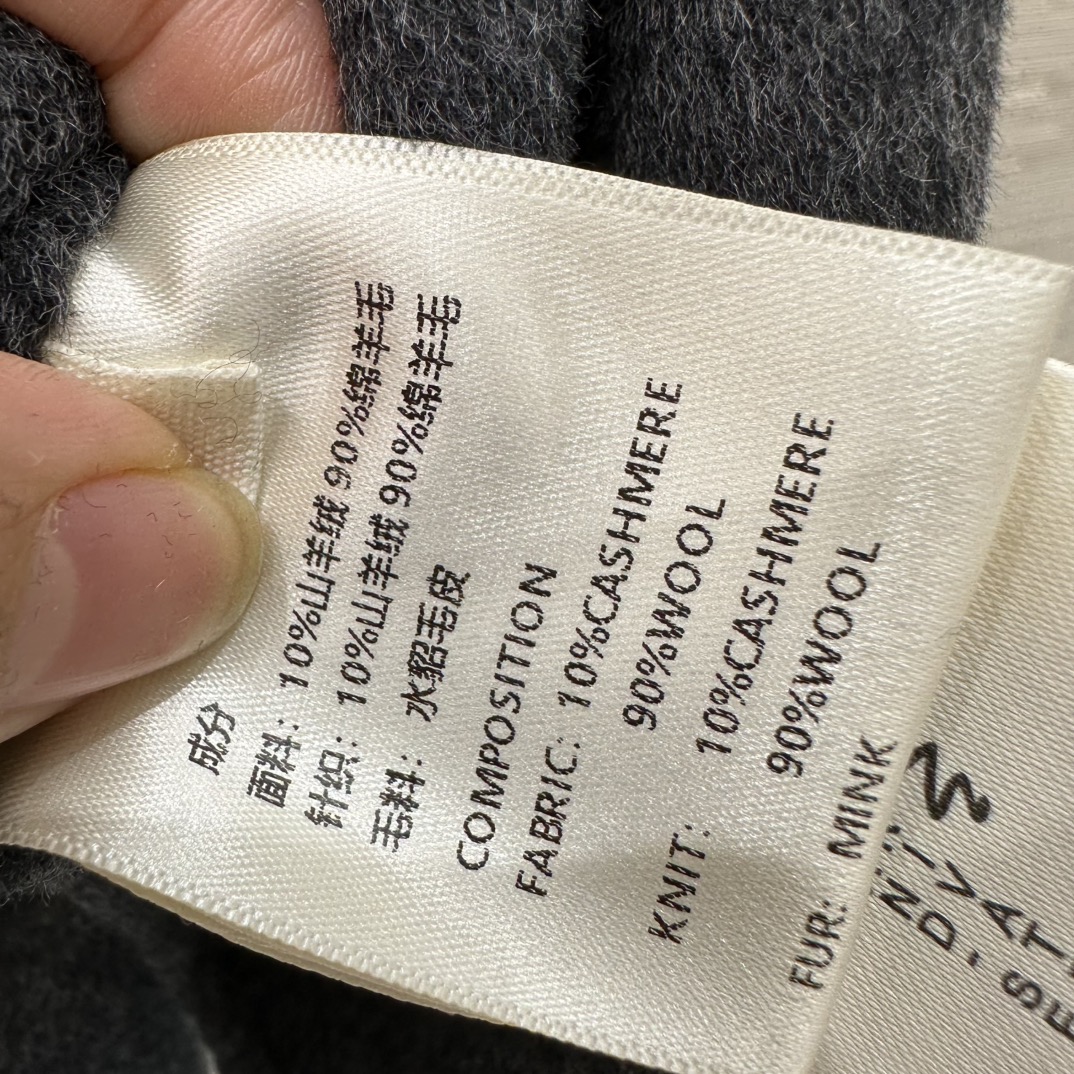 成分
面料: 10%山羊绒 90%绵羊毛
针织: 10%山羊绒 90%绵羊毛
毛料: 水貂毛皮
COMPOSITION
FABRIC: 10%CASHMERE
90%WOOL
KNIT: 10%CASHMERE
90%WOOL
FUR: MINK